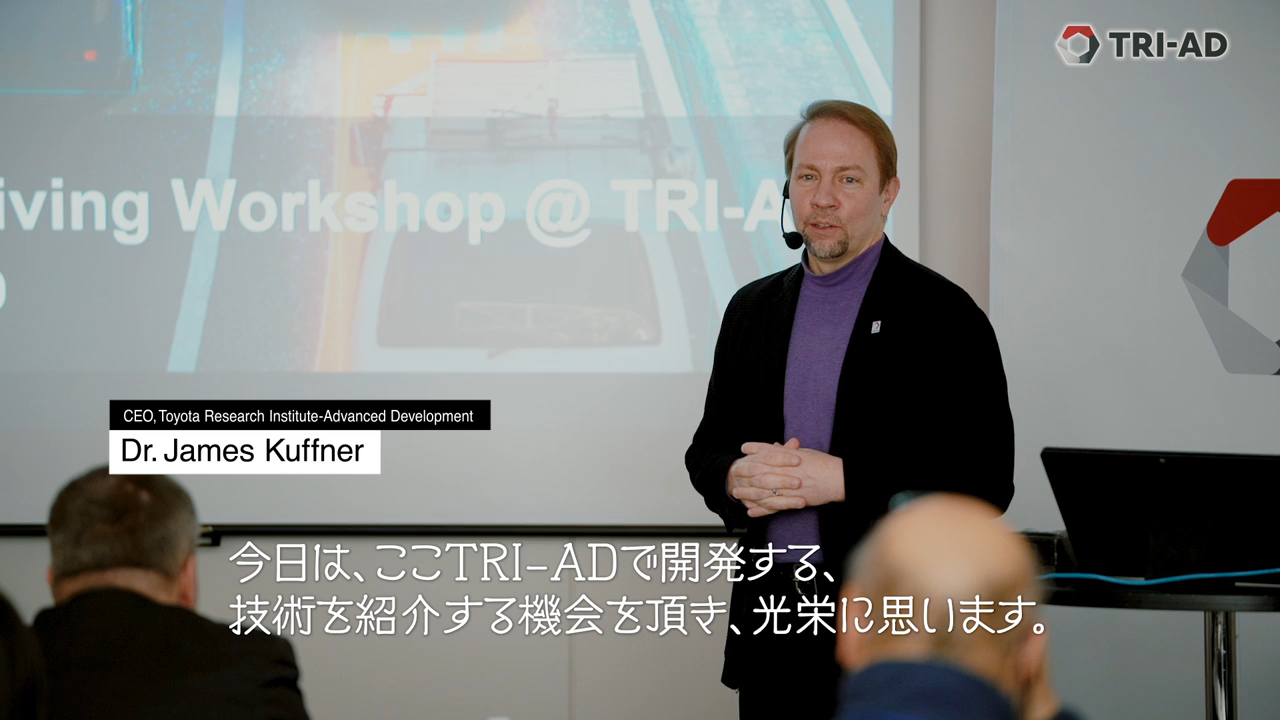 TRI-AD
iving Workshop @ TRI-A
CEO, Toyota Research Institute-Advanced Development
Dr. James Kuffner
今日は、ここTRI-ADで開発する、
技術を紹介する機会を頂き、光栄に思います。